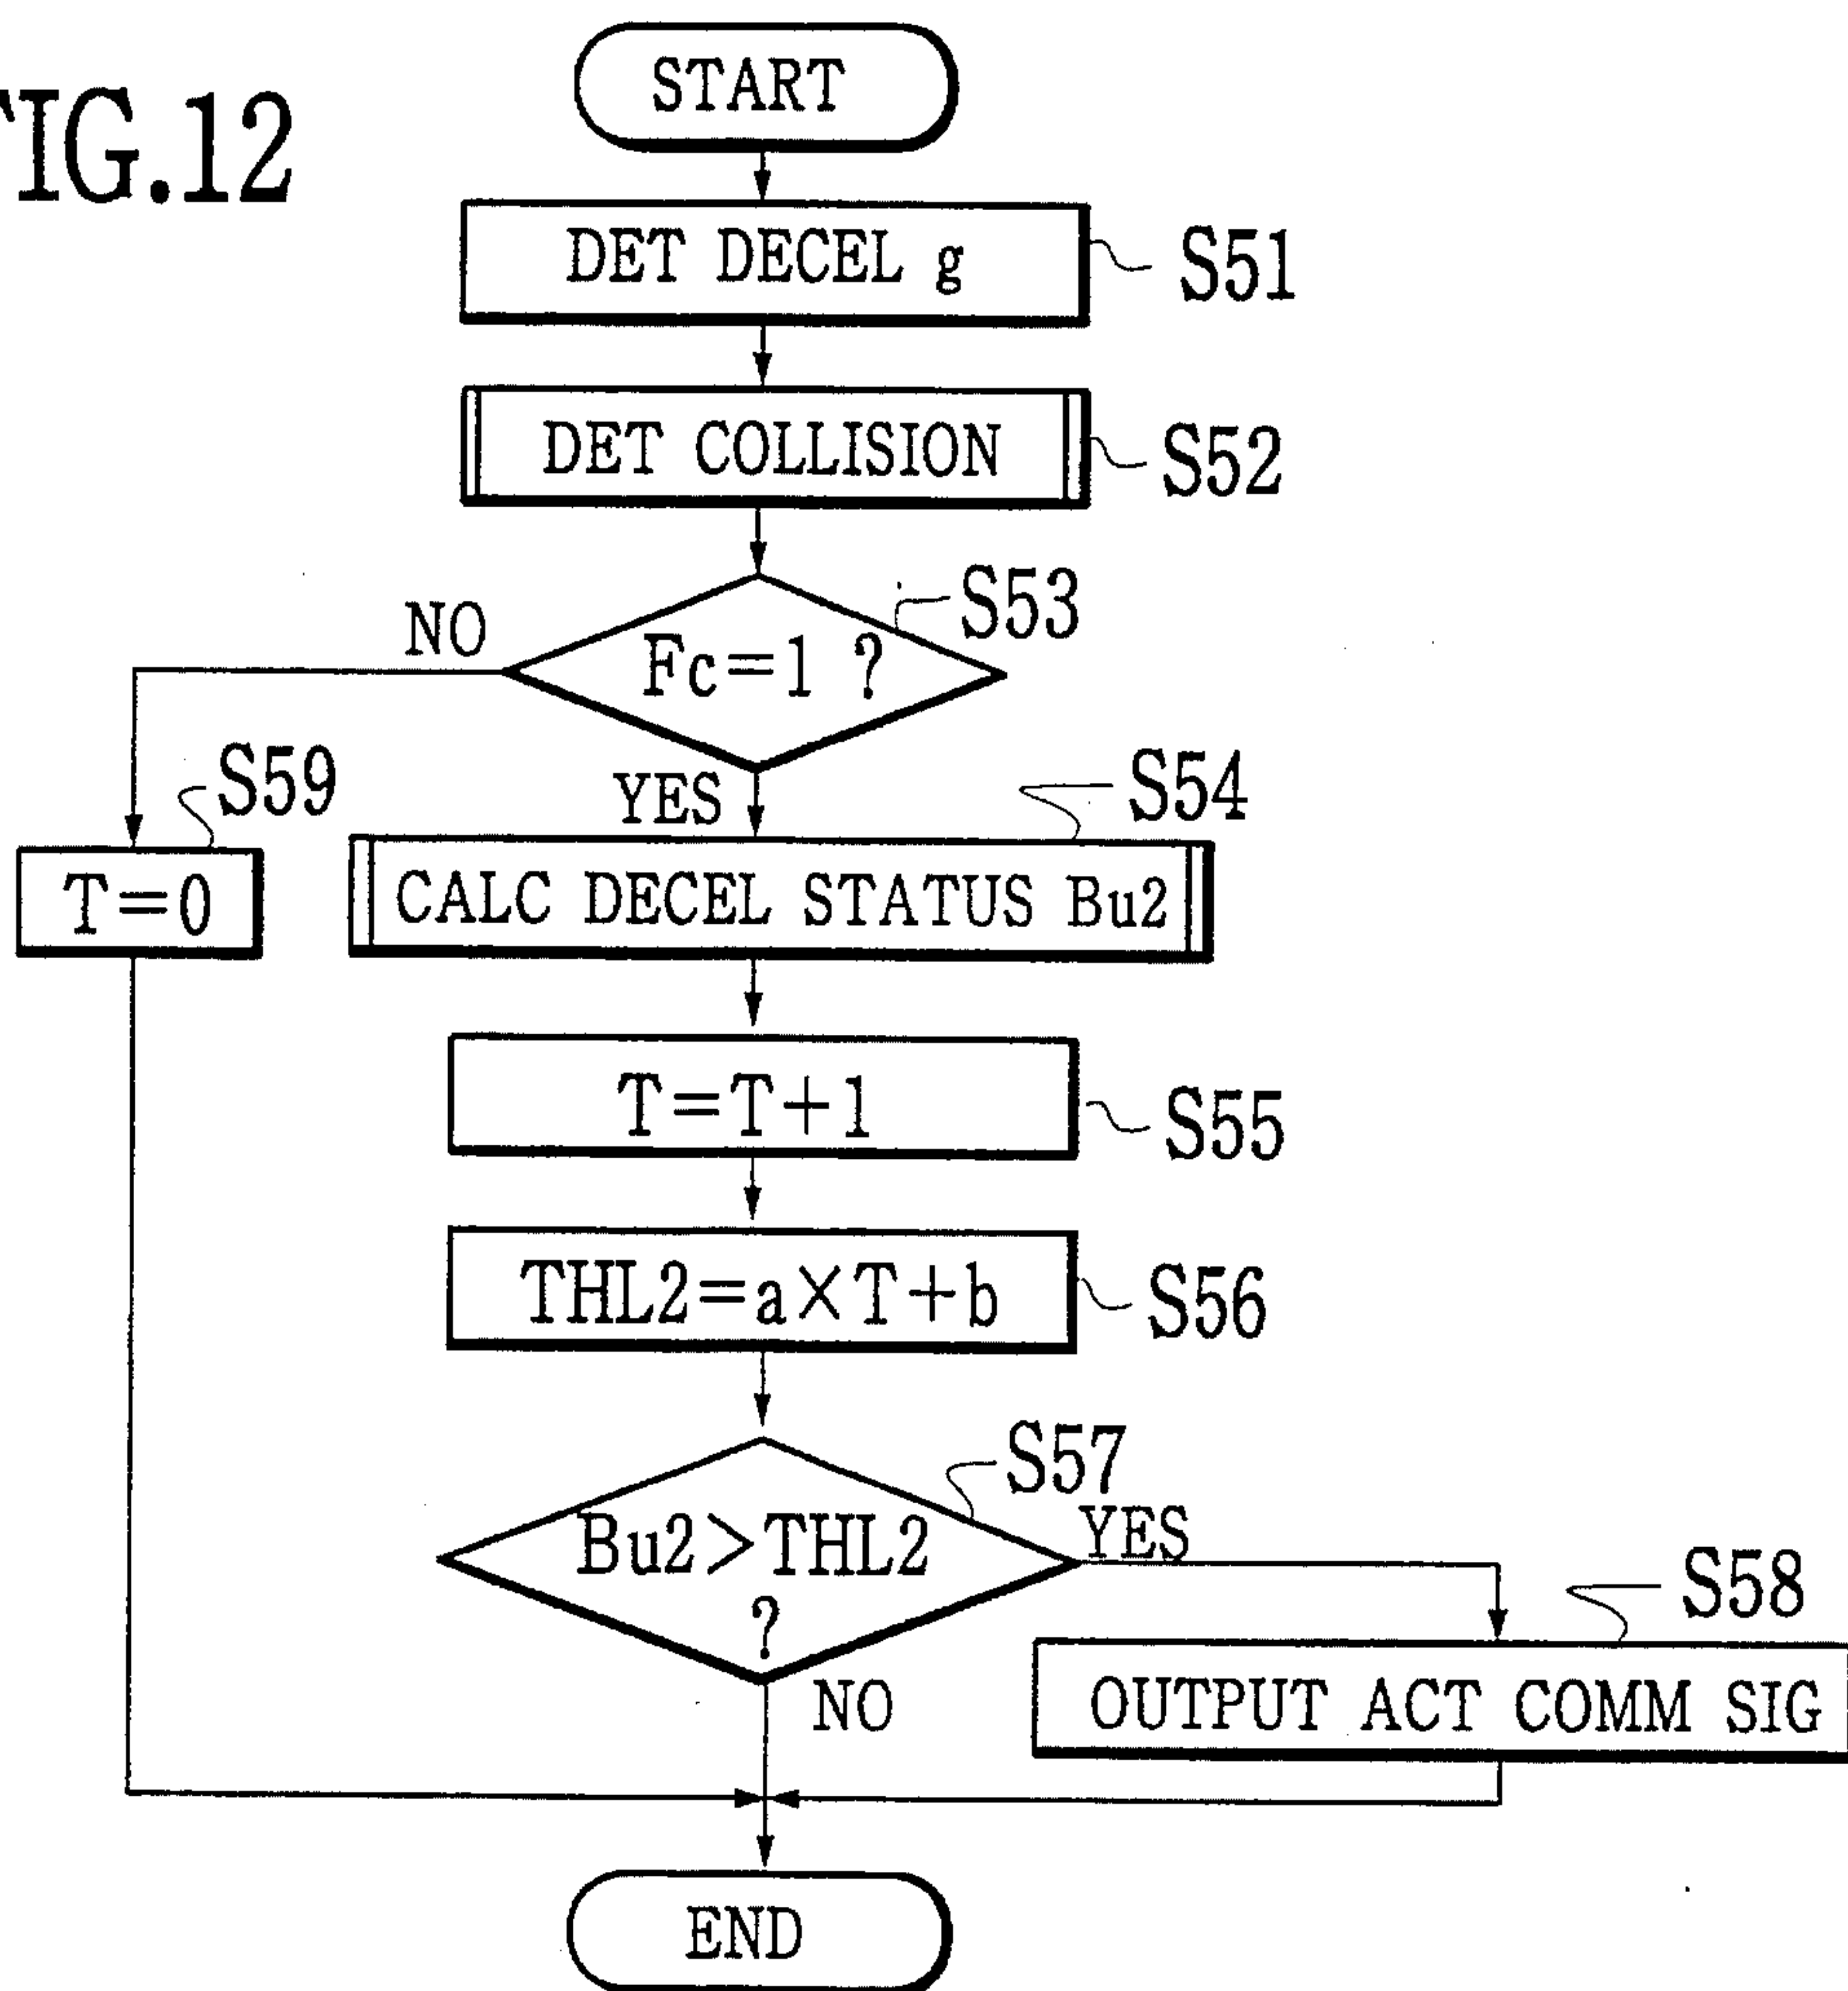 FIG.12
START
DET DECEL g
S51
DET COLLISION
S52
S53
NO
Fc=1 ?
YES
S54
S59
T=0
CALC DECEL STATUS Bu2
T=T+1
S55
THL2=a×T+b
S56
S57
Bu2>THL2
?
YES
S58
NO
OUTPUT ACT COMM SIG
END